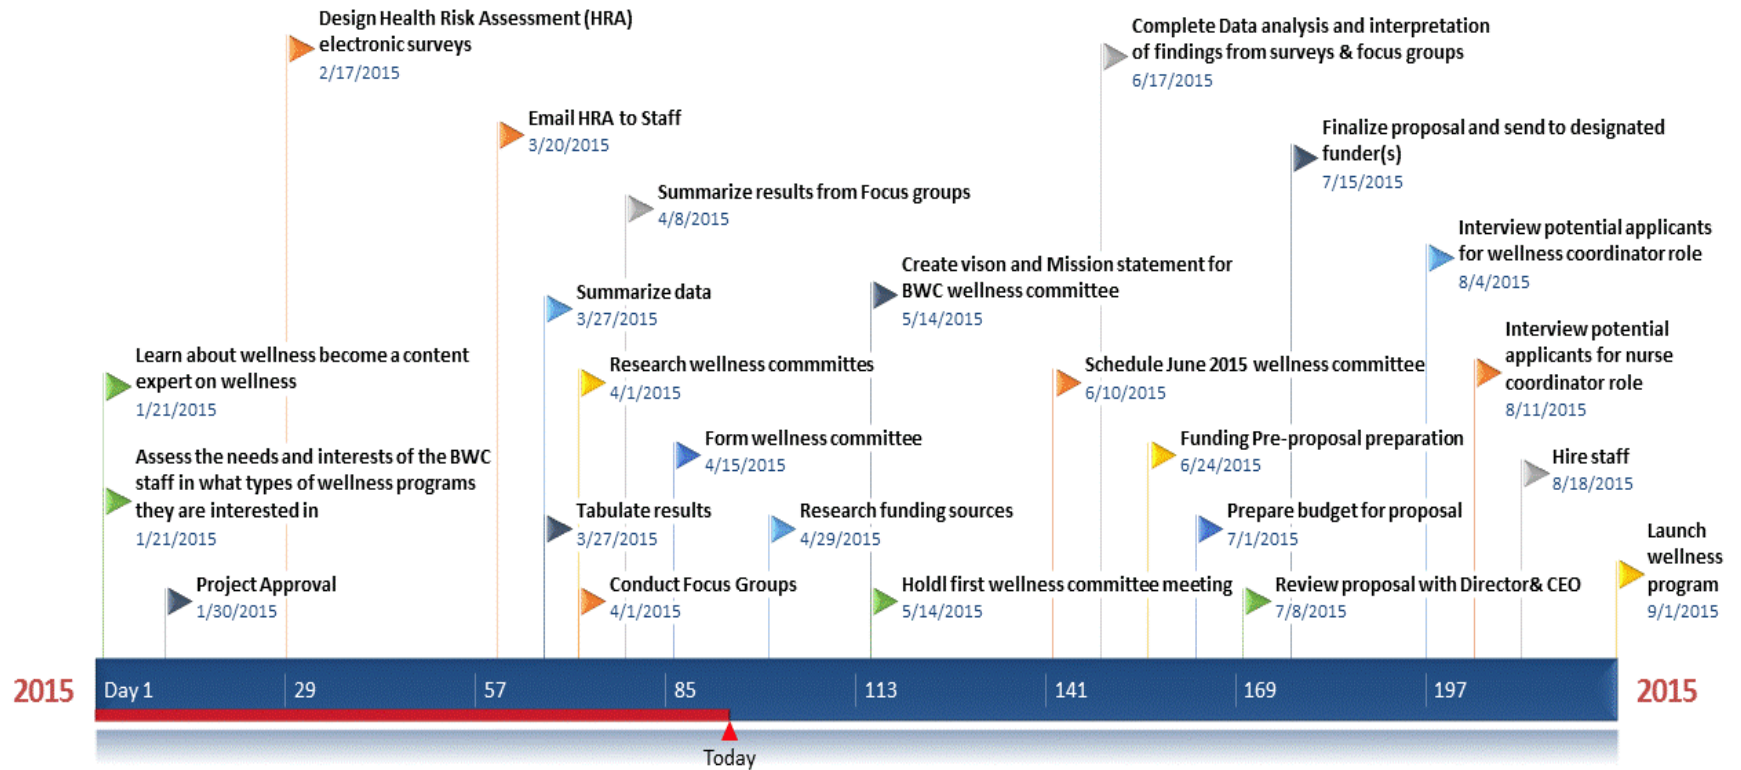 Design Health Risk Assessment (HRA)
electronic surveys
2/17/2015
Complete Data analysis and interpretation
of findings from surveys & focus groups
6/17/2015
Email HRA to Staff
3/20/2015
Finalize proposal and send to designated
funder(s)
7/15/2015
Summarize results from Focus groups
4/8/2015
Interview potential applicants
for wellness coordinator role
8/4/2015
Create vison and Mission statement for
BWC wellness committee
5/14/2015
Summarize data
3/27/2015
Interview potential
applicants for nurse
coordinator role
8/11/2015
Learn about wellness become a content
expert on wellness
1/21/2015
Research wellness commmittes
4/1/2015
Schedule June 2015 wellness committee
6/10/2015
Form wellness committee
4/15/2015
Funding Pre-proposal preparation
6/24/2015
Assess the needs and interests of the BWC
staff in what types of wellness programs
they are interested in
1/21/2015
Hire staff
8/18/2015
Tabulate results
3/27/2015
Research funding sources
4/29/2015
Prepare budget for proposal
7/1/2015
Launch
wellness
program
9/1/2015
Project Approval
1/30/2015
Conduct Focus Groups
4/1/2015
Holdl first wellness committee meeting
5/14/2015
Review proposal with Director& CEO
7/8/2015
2015 Day 1 29 57 85 113 141 169 197 2015
Today